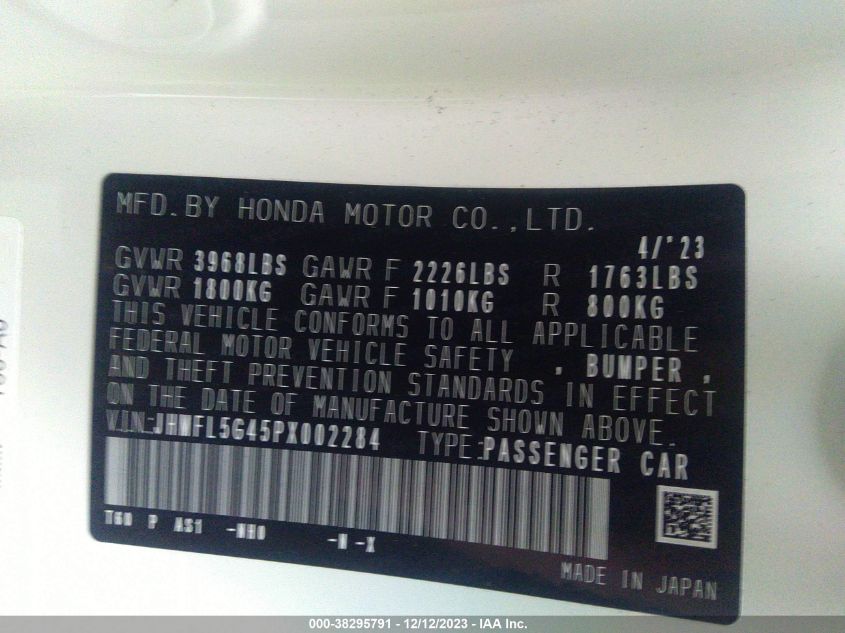 MFD.BY HONDA MOTOR CO.,LTD.
4/'23
GVWR 3968LBS GAWR F 2226LBS R 1763LBS
GVWR 1800KG GAWR F 1010KG R 800KG
THIS VEHICLE CONFORMS TO ALL APPLICABLE
FEDERAL MOTOR VEHICLE SAFETY , BUMPER ,
AND THEFT PREVENTION STANDARDS IN EFFECT
ON THE DATE OF MANUFACTURE SHOWN ABOVE.
VIN:JHMFL5G45PX002284 TYPE:PASSENGER CAR
T60 P AS1 -NH0 -N -X
MADE IN JAPAN
000-38295791 - 12/12/2023 - IAA Inc.